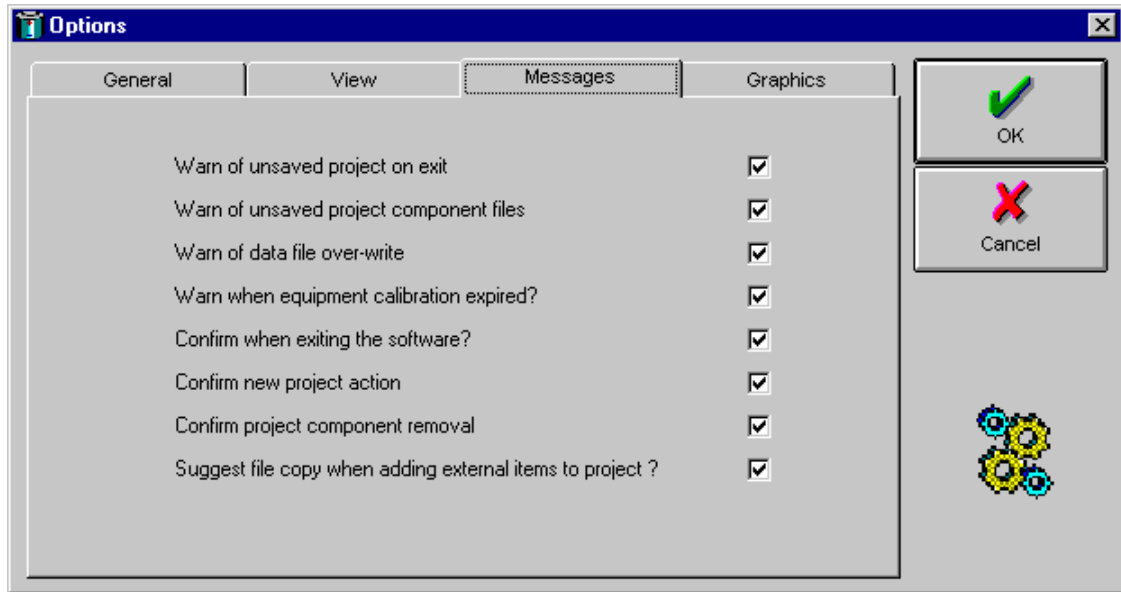 Options
General View Messages Graphics
OK
Cancel
Warn of unsaved project on exit
Warn of unsaved project component files
Warn of data file over-write
Warn when equipment calibration expired?
Confirm when exiting the software?
Confirm new project action
Confirm project component removal
Suggest file copy when adding external items to project ?